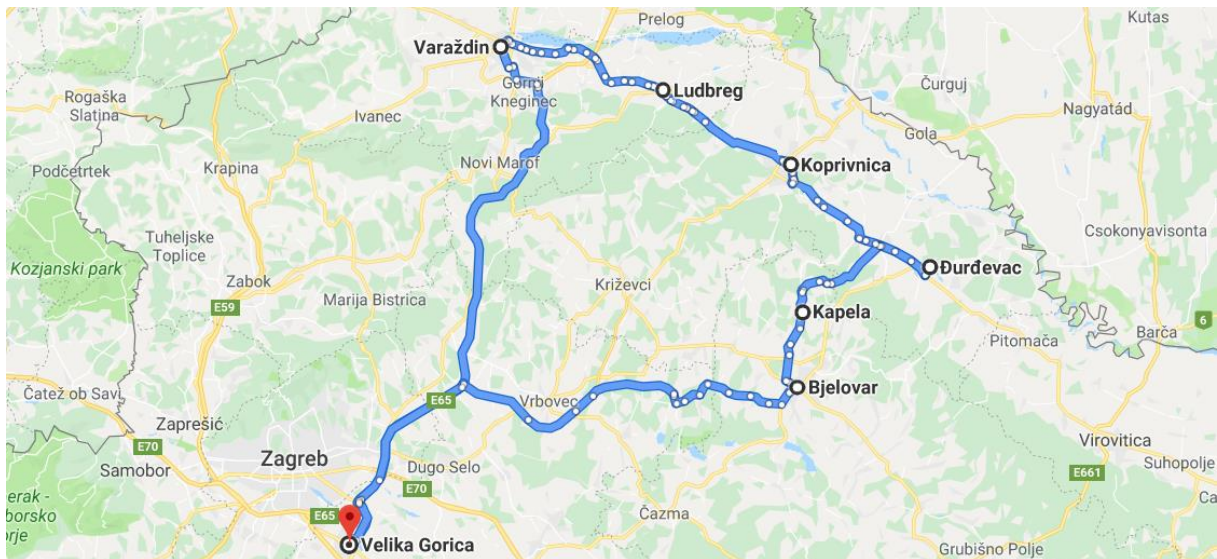 Prelog
Kutas
Varaždin
Gornji
Kneginec
Ludbreg
Čurguj
Nagyatád
Rogaška
Slatina
Ivanec
Gola
Podčetrtek
Krapina
Novi Marof
Koprivnica
Csokonyavisonta
Tuheljske
Toplice
Kozjanski park
Zabok
Križevci
Đurđevac
Marija Bistrica
E59
Kapela
6
Barča
Pitomača
Čatež ob Savi
E65
Vrbovec
Bjelovar
Zaprešić
E70
Samobor
Zagreb
Dugo Selo
E70
Virovitica
Suhopolje
E661
E65
Čazma
Velika Gorica
Grubišno Polje